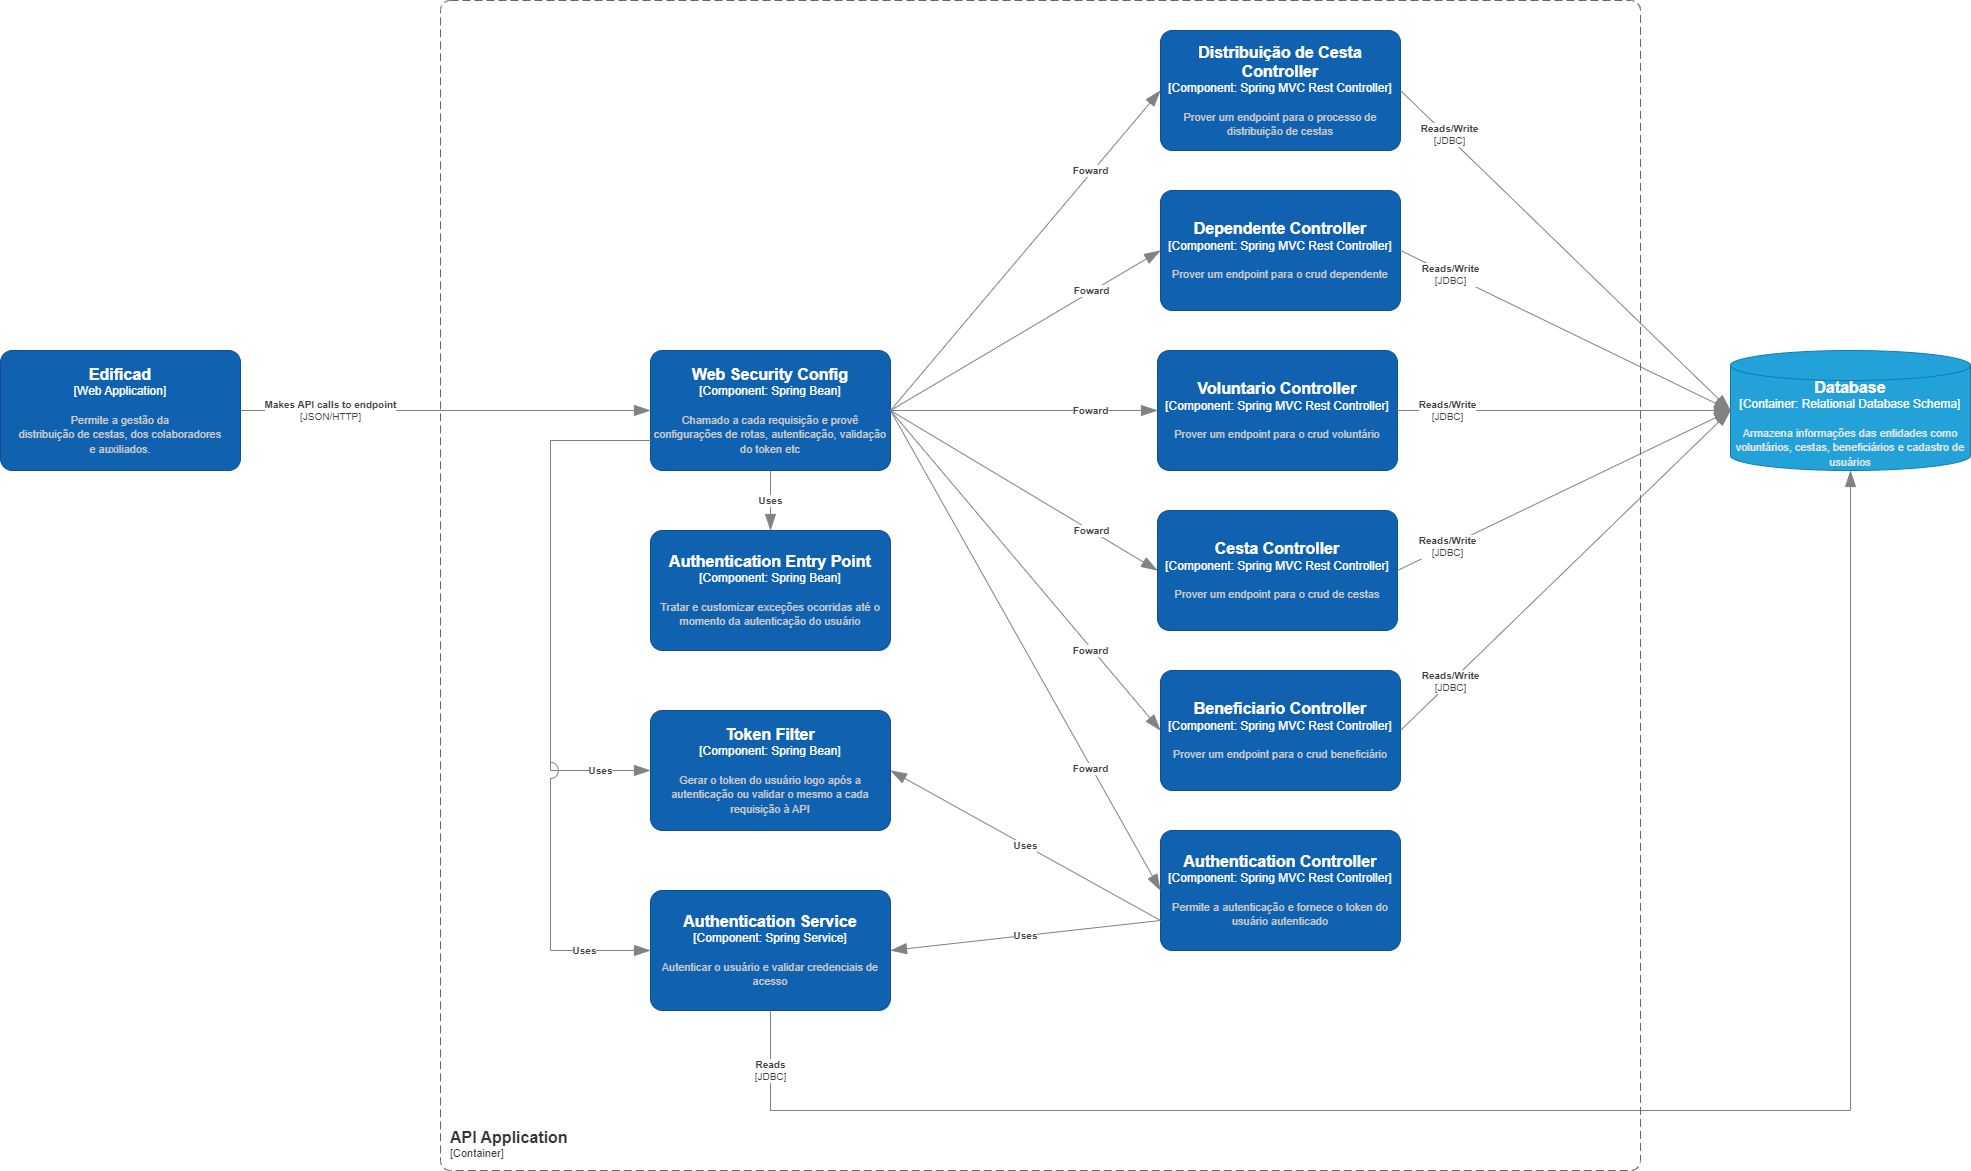 Edificad
[Web Application]
Permite a gestão da
distribuição de cestas, dos colaboradores
e auxiliados.
Makes API calls to endpoint
[JSON/HTTP]
Web Security Config
[Component: Spring Bean]
Chamado a cada requisição e provê
configurações de rotas, autenticação, validação
do token etc
Uses
Authentication Entry Point
[Component: Spring Bean]
Tratar e customizar exceções ocorridas até o
momento da autenticação do usuário
Uses
Token Filter
[Component: Spring Bean]
Gerar o token do usuário logo após a
autenticação ou validar o mesmo a cada
requisição à API
Uses
Authentication Service
[Component: Spring Service]
Autenticar o usuário e validar credenciais de
acesso
Reads
[JDBC]
Foward
Foward
Foward
Foward
Foward
Foward
Uses
Uses
Distribuição de Cesta
Controller
[Component: Spring MVC Rest Controller]
Prover um endpoint para o processo de
distribuição de cestas
Dependente Controller
[Component: Spring MVC Rest Controller]
Prover um endpoint para o crud dependente
Voluntario Controller
[Component: Spring MVC Rest Controller]
Prover um endpoint para o crud voluntário
Cesta Controller
[Component: Spring MVC Rest Controller]
Prover um endpoint para o crud de cestas
Beneficiario Controller
[Component: Spring MVC Rest Controller]
Prover um endpoint para o crud beneficiário
Authentication Controller
[Component: Spring MVC Rest Controller]
Permite a autenticação e fornece o token do
usuário autenticado
Reads/Write
[JDBC]
Reads/Write
[JDBC]
Reads/Write
[JDBC]
Reads/Write
[JDBC]
Reads/Write
[JDBC]
Database
[Container: Relational Database Schema]
Armazena informações das entidades como
voluntários, cestas, beneficiários e cadastro de
usuários
API Application
[Container]